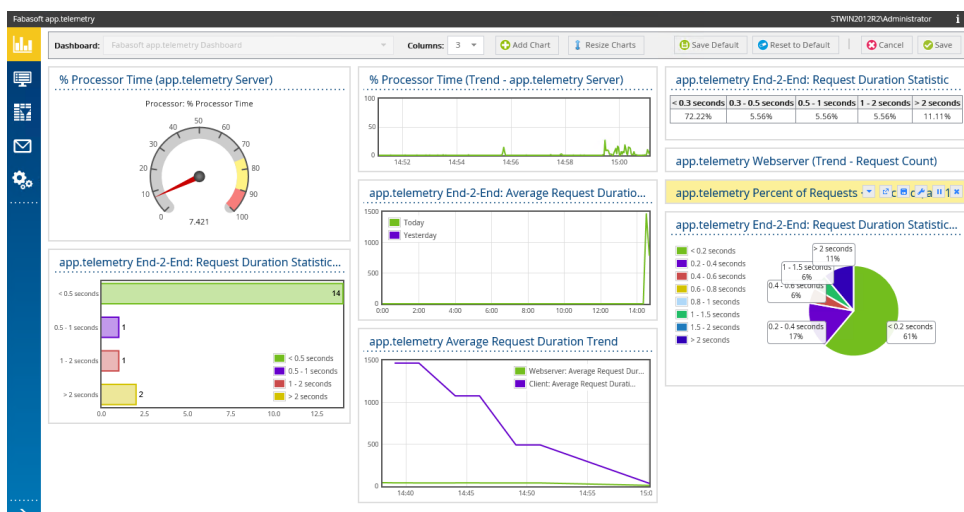 Fabasoft app.telemetry
STWIN2012R2\Administrator i
Dashboard: Fabasoft app.telemetry Dashboard Columns: 3 Add Chart Resize Charts Save Default Reset to Default Cancel Save
% Processor Time (app.telemetry Server)
Processor: % Processor Time
0 10 20 30 40 50 60 70 80 90 100
7.421
app.telemetry End-2-End: Request Duration Statistic...
< 0.5 seconds 14
0.5 - 1 seconds 1
1 - 2 seconds 1
> 2 seconds 2
< 0.5 seconds
0.5 - 1 seconds
1 - 2 seconds
> 2 seconds
0.0 2.5 5.0 7.5 10.0 12.5
% Processor Time (Trend - app.telemetry Server)
100
50
0
14:52 14:54 14:56 14:58 15:00
app.telemetry End-2-End: Average Request Duratio...
1500
1000
500
0
Today
Yesterday
0:00 2:00 4:00 6:00 8:00 10:00 12:00 14:00
app.telemetry Average Request Duration Trend
1500
1000
500
0
Webserver: Average Request Dur...
Client: Average Request Durati...
14:40 14:45 14:50 14:55 15:0
app.telemetry End-2-End: Request Duration Statistic
< 0.3 seconds 0.3 - 0.5 seconds 0.5 - 1 seconds 1 - 2 seconds > 2 seconds
72.22% 5.56% 5.56% 5.56% 11.11%
app.telemetry Webserver (Trend - Request Count)
app.telemetry Percent of Requests
app.telemetry End-2-End: Request Duration Statistic...
< 0.2 seconds
0.2 - 0.4 seconds
0.4 - 0.6 seconds
0.6 - 0.8 seconds
0.8 - 1 seconds
1 - 1.5 seconds
1.5 - 2 seconds
> 2 seconds
> 2 seconds
11%
1 - 1.5 seconds
6%
0.4 - 0.6 seconds
6%
0.2 - 0.4 seconds
17%
< 0.2 seconds
61%